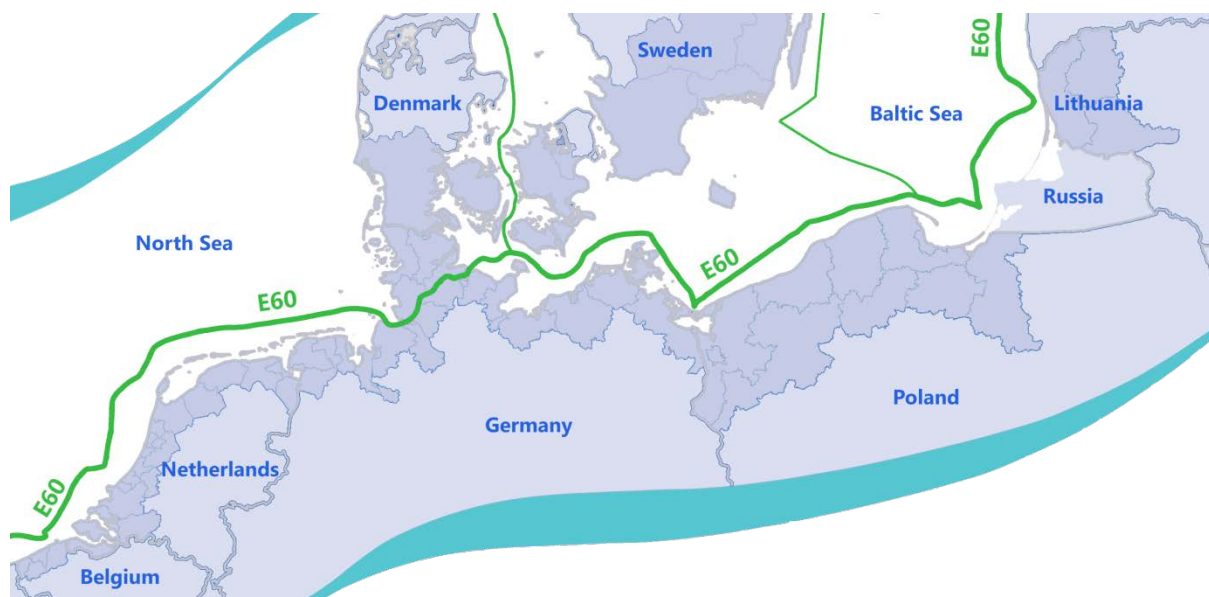 E60
Sweden
Denmark
Lithuania
Baltic Sea
Russia
North Sea
E60
E60
Poland
Germany
Netherlands
E60
Belgium